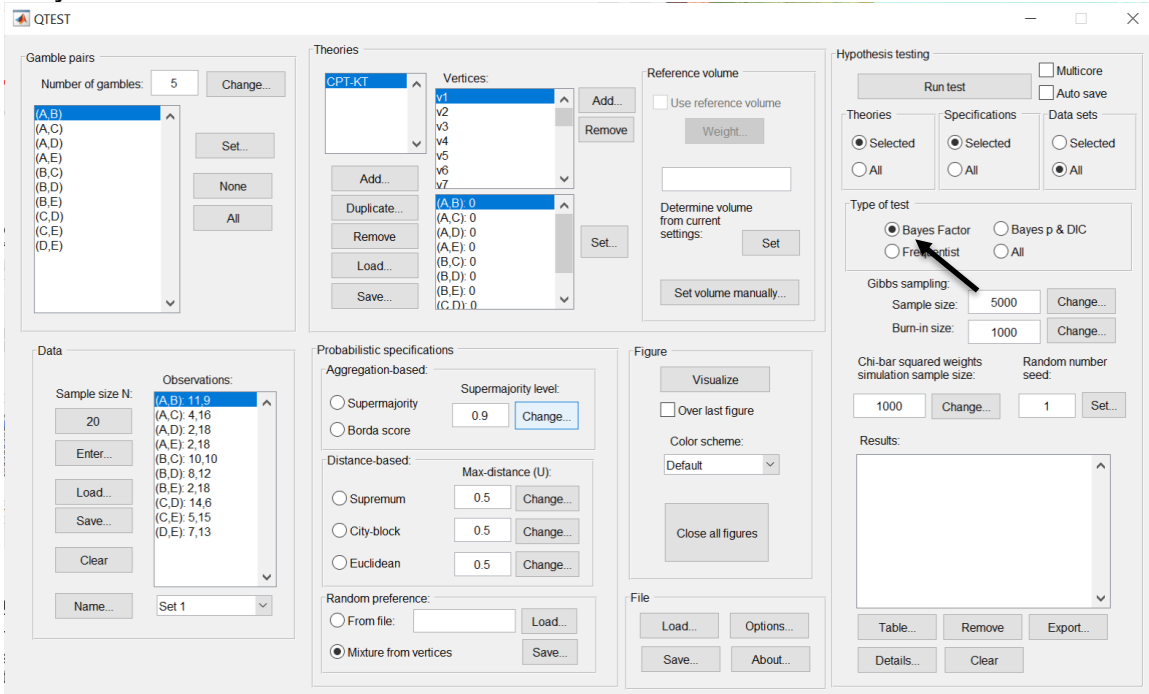 QTEST
Gamble pairs
Number of gambles: 5 Change...
(A,B)
(A,C)
(A,D)
(A,E)
(B,C)
(B,D)
(B,E)
(C,D)
(C,E)
(D,E)
Set...
None
All
Theories
CPT-KT
Add...
Duplicate...
Remove
Load...
Save...
Vertices:
v1
v2
v3
v4
v5
v6
v7
Add...
Remove
(A,B): 0
(A,C): 0
(A,D): 0
(A,E): 0
(B,C): 0
(B,D): 0
(B,E): 0
(C,D): 0
Set...
Reference volume
Use reference volume
Weight...
Determine volume
from current
settings:
Set
Set volume manually...
Hypothesis testing
Run test
Multicore
Auto save
Theories
Selected
All
Specifications
Selected
All
Data sets
Selected
All
Type of test
Bayes Factor Bayes p & DIC
Frequentist All
Gibbs sampling:
Sample size: 5000 Change...
Burn-in size: 1000 Change...
Chi-bar squared weights
simulation sample size:
1000 Change...
Random number
seed:
1 Set...
Results:
Table... Remove Export...
Details... Clear
Data
Sample size N:
20
Enter...
Load...
Save...
Clear
Name... Set 1
Observations:
(A,B): 11,9
(A,C): 4,16
(A,D): 2,18
(A,E): 2,18
(B,C): 10,10
(B,D): 8,12
(B,E): 2,18
(C,D): 14,6
(C,E): 5,15
(D,E): 7,13
Probabilistic specifications
Aggregation-based:
Supermajority
Borda score
Supermajority level:
0.9 Change...
Distance-based:
Max-distance (U):
Supremum 0.5 Change...
City-block 0.5 Change...
Euclidean 0.5 Change...
Random preference:
From file: Load...
Mixture from vertices Save...
Figure
Visualize
Over last figure
Color scheme:
Default
Close all figures
File
Load... Options...
Save... About...